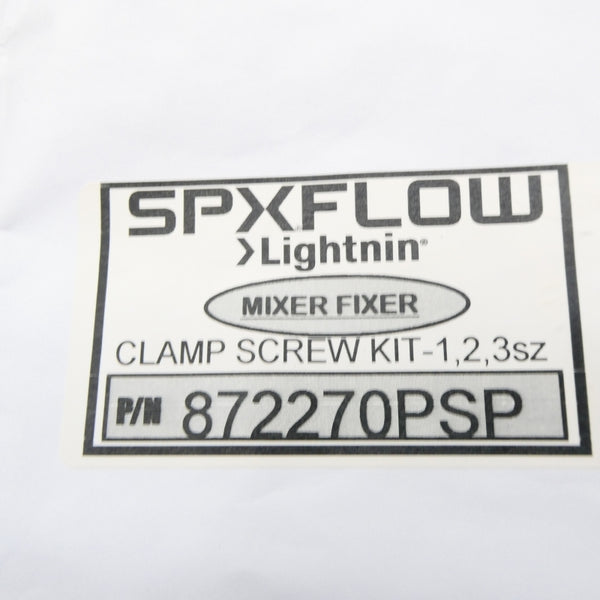 SPXFLOW
Lightnin®
MIXER FIXER
CLAMP SCREW KIT-1,2,3sz
P/N 872270PSP